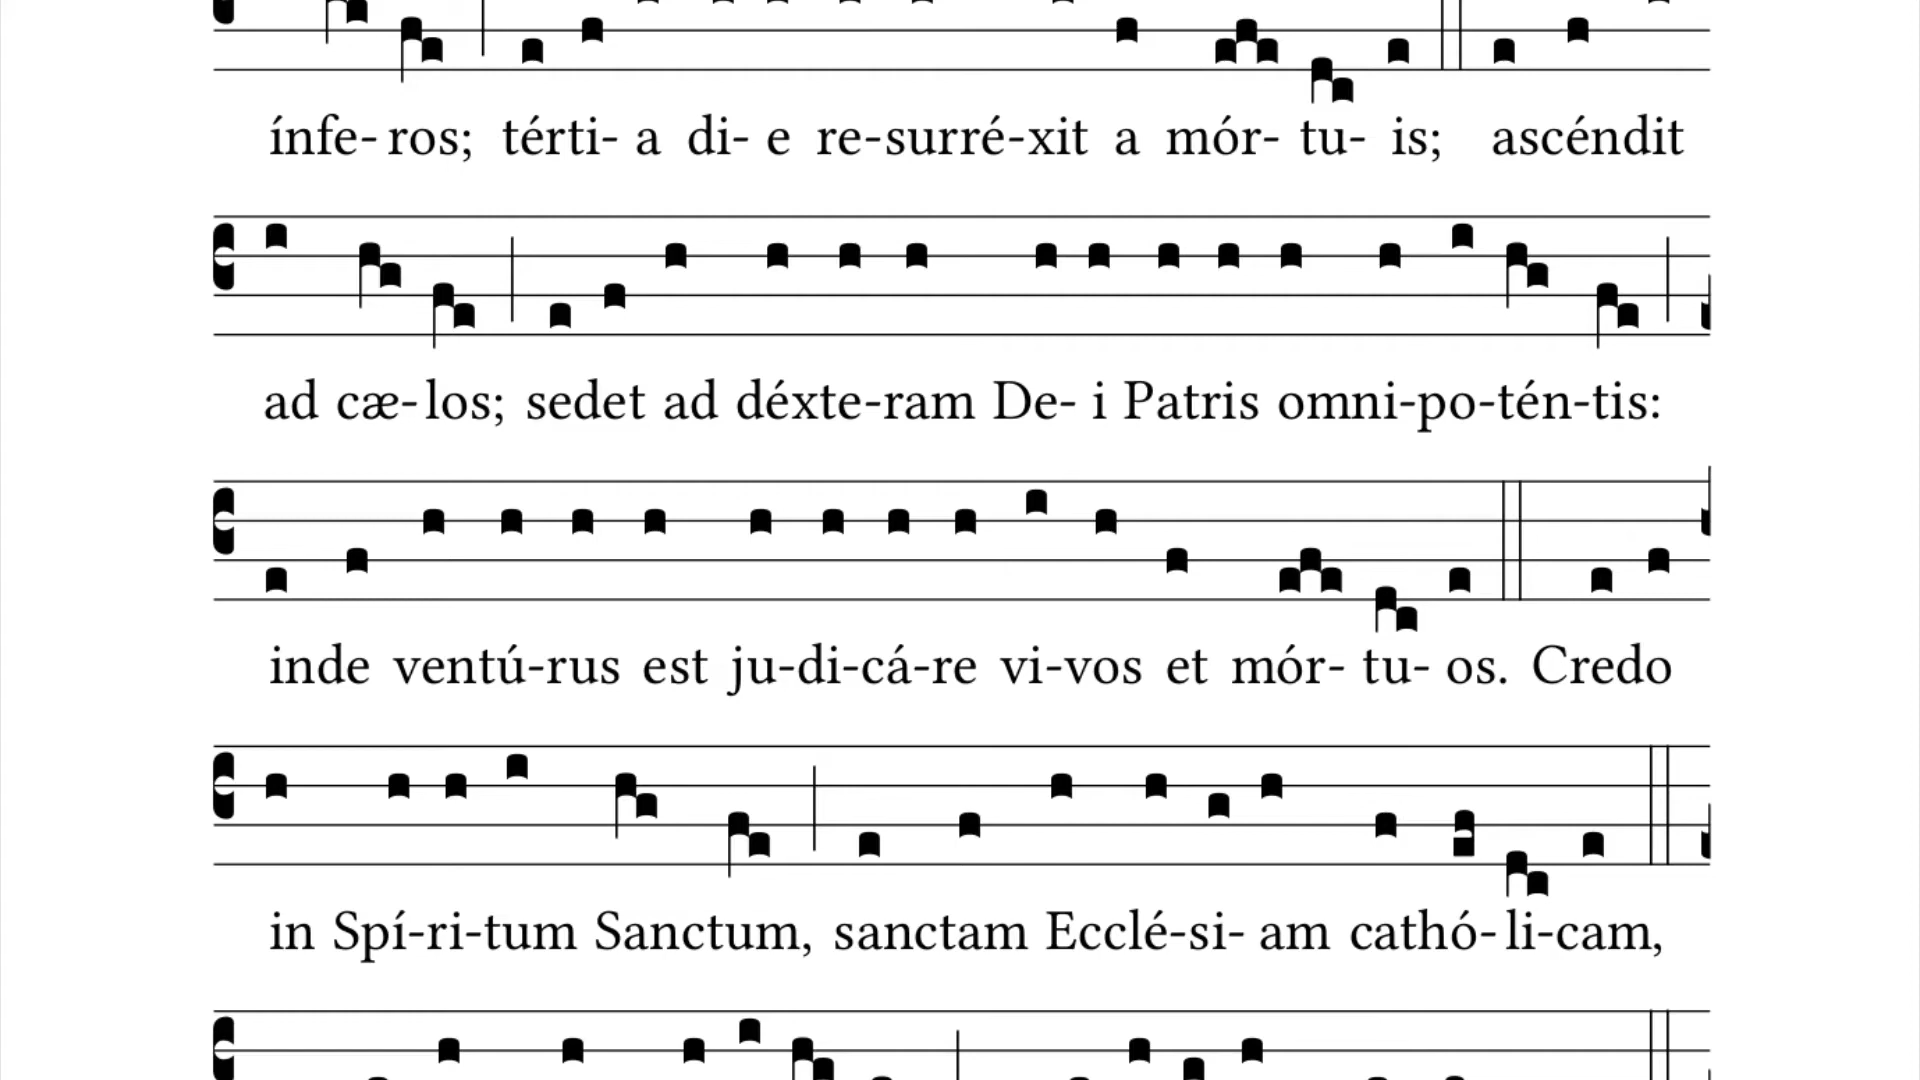 ínfe- ros; térti- a di- e re-surré-xit a mór- tu- is; ascéndit
ad cæ-los; sedet ad déxte-ram De- i Patris omni-po-tén-tis:
inde ventú-rus est ju-di-cá-re vi-vos et mór- tu- os. Credo
in Spí-ri-tum Sanctum, sanctam Ecclé-si- am cathó-li-cam,